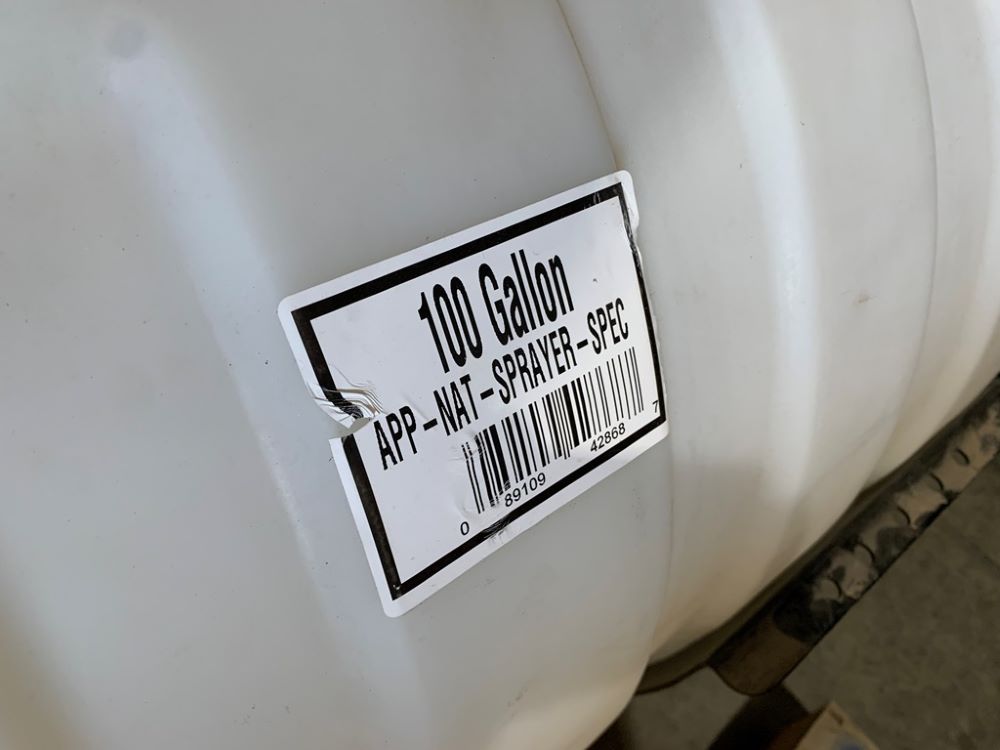 100 Gallon
APP-NAT-SPRAYER-SPEC
0 89109 42868 7